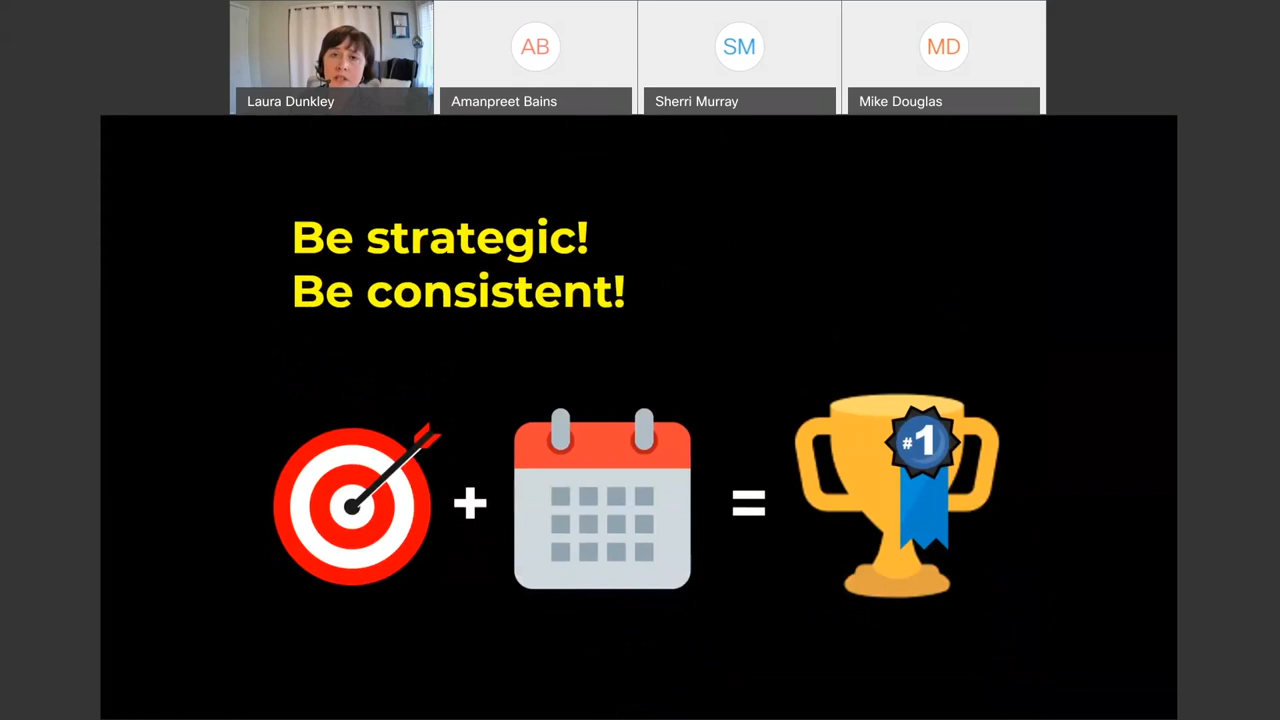 AB
SM
MD
Laura Dunkley
Amanpreet Bains
Sherri Murray
Mike Douglas
Be strategic!
Be consistent!
+
=
#1